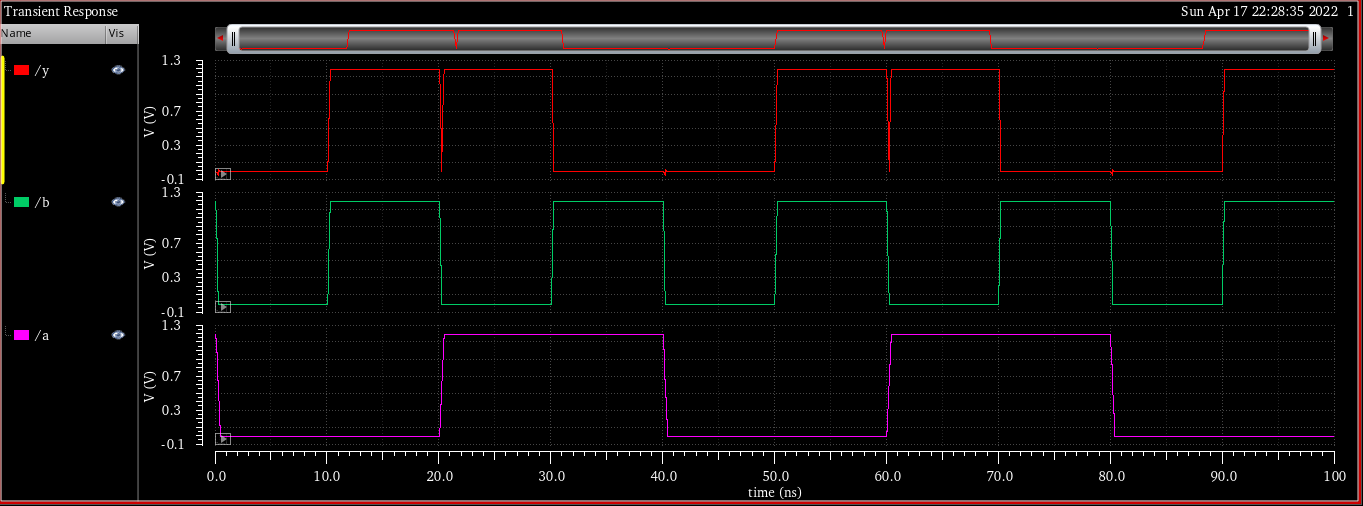 Transient Response
Sun Apr 17 22:28:35 2022 1
Name Vis
/y
1.3
0.7
0.3
-0.1
V (V)
/b
1.3
0.7
0.3
-0.1
V (V)
/a
1.3
0.7
0.3
-0.1
V (V)
0.0 10.0 20.0 30.0 40.0 50.0 60.0 70.0 80.0 90.0 100
time (ns)